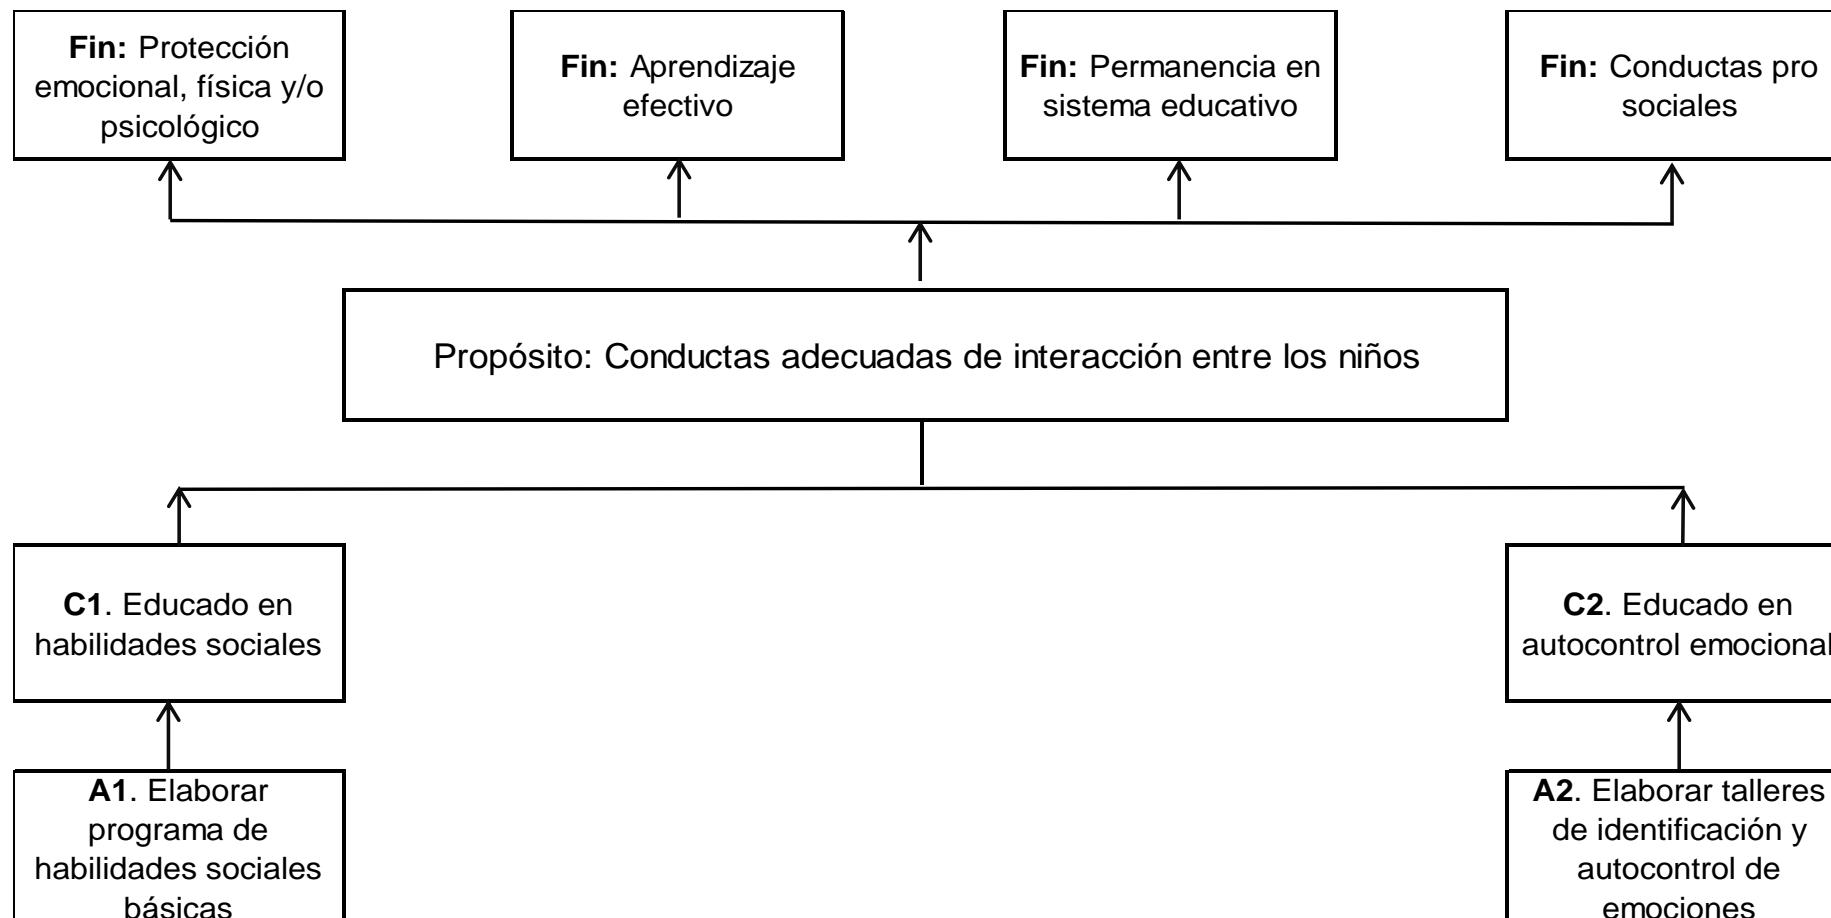 Fin: Protección
emocional, física y/o
psicológico
Fin: Aprendizaje
efectivo
Fin: Permanencia en
sistema educativo
Fin: Conductas pro
sociales
Propósito: Conductas adecuadas de interacción entre los niños
C1. Educado en
habilidades sociales
C2. Educado en
autocontrol emocional
A1. Elaborar
programa de
habilidades sociales
básicas
A2. Elaborar talleres
de identificación y
autocontrol de
emociones